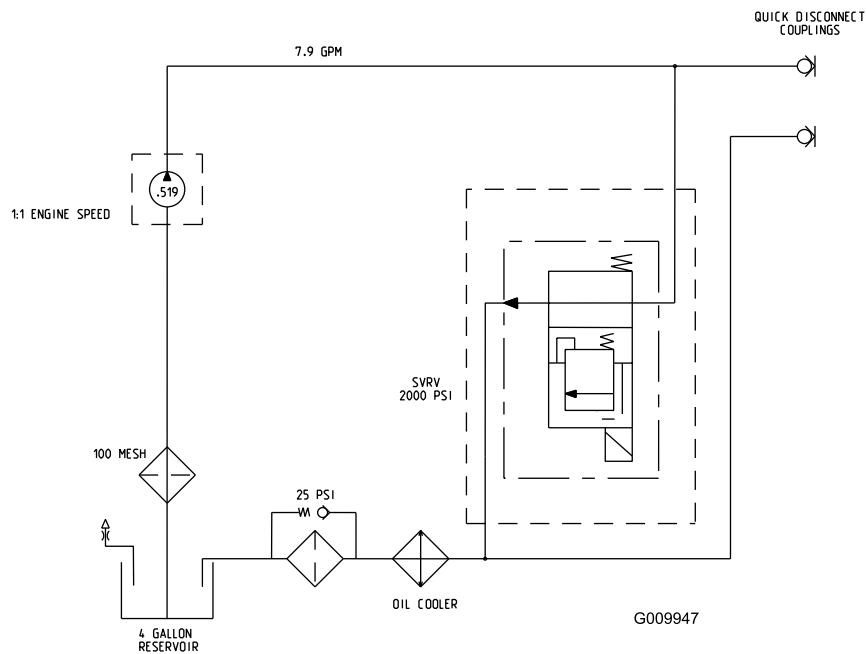 QUICK DISCONNECT
COUPLINGS
7.9 GPM
.519
1:1 ENGINE SPEED
SVRV
2000 PSI
100 MESH
25 PSI
OIL COOLER
G009947
4 GALLON
RESERVOIR